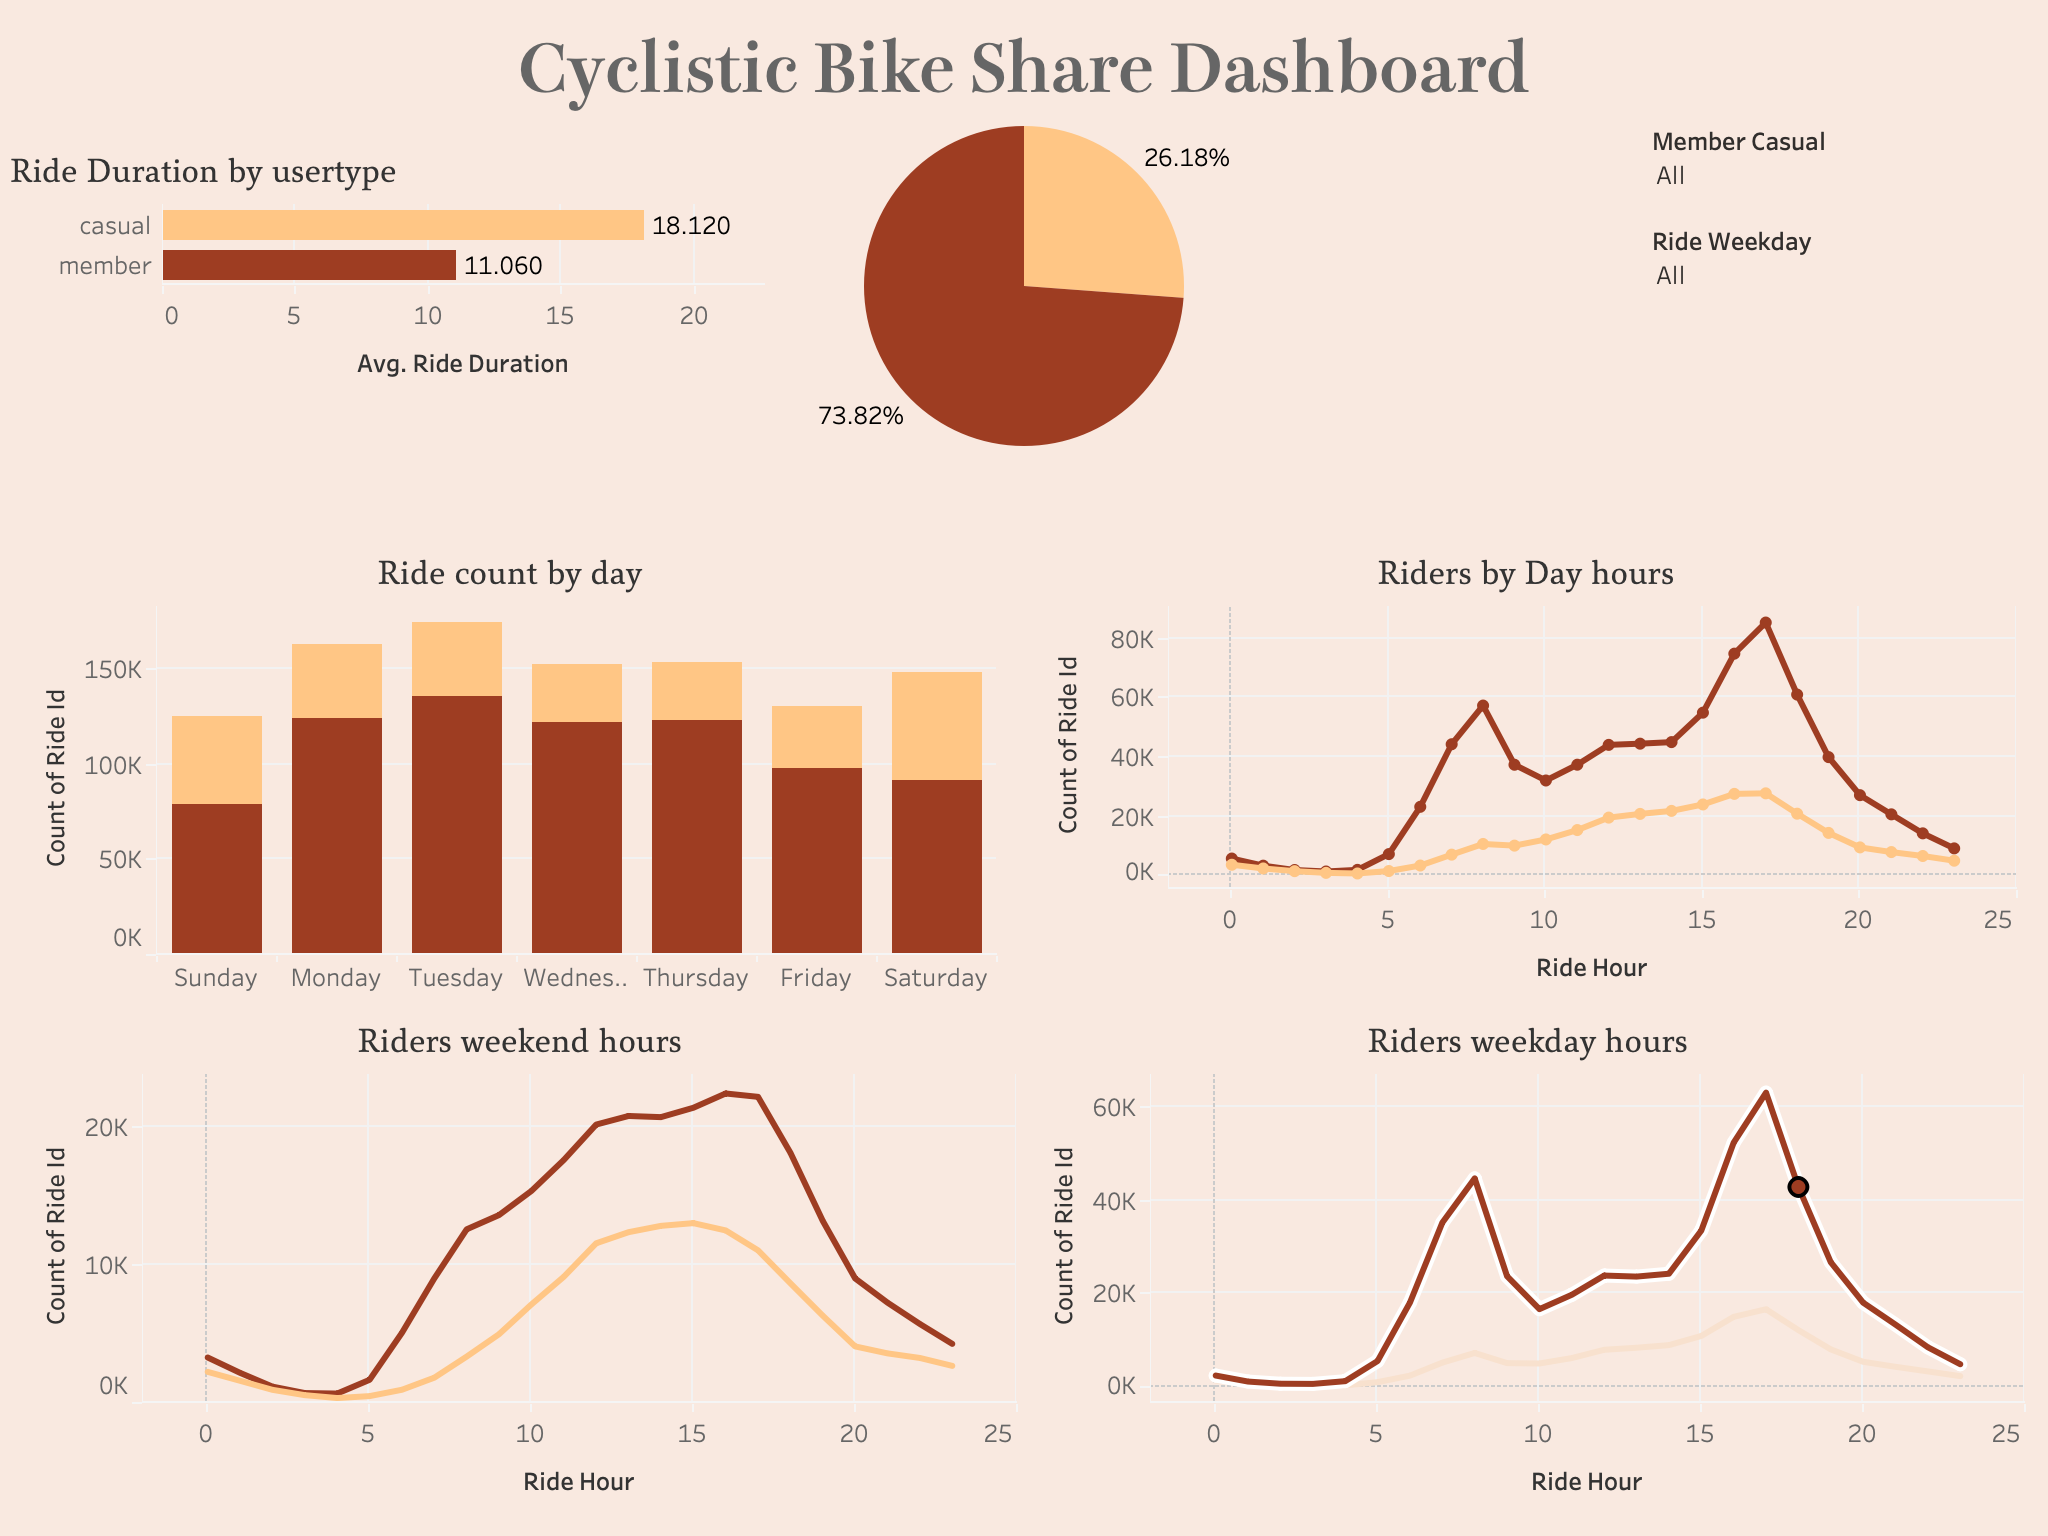 Cyclistic Bike Share Dashboard
Ride Duration by usertype
casual
18.120
member
11.060
0 5 10 15 20
Avg. Ride Duration
26.18%
73.82%
Member Casual
All
Ride Weekday
All
Ride count by day
Count of Ride Id
150K
100K
50K
0K
Sunday Monday Tuesday Wednes.. Thursday Friday Saturday
Riders by Day hours
Count of Ride Id
80K
60K
40K
20K
0K
0 5 10 15 20 25
Ride Hour
Riders weekend hours
Count of Ride Id
20K
10K
0K
0 5 10 15 20 25
Ride Hour
Riders weekday hours
Count of Ride Id
60K
40K
20K
0K
0 5 10 15 20 25
Ride Hour